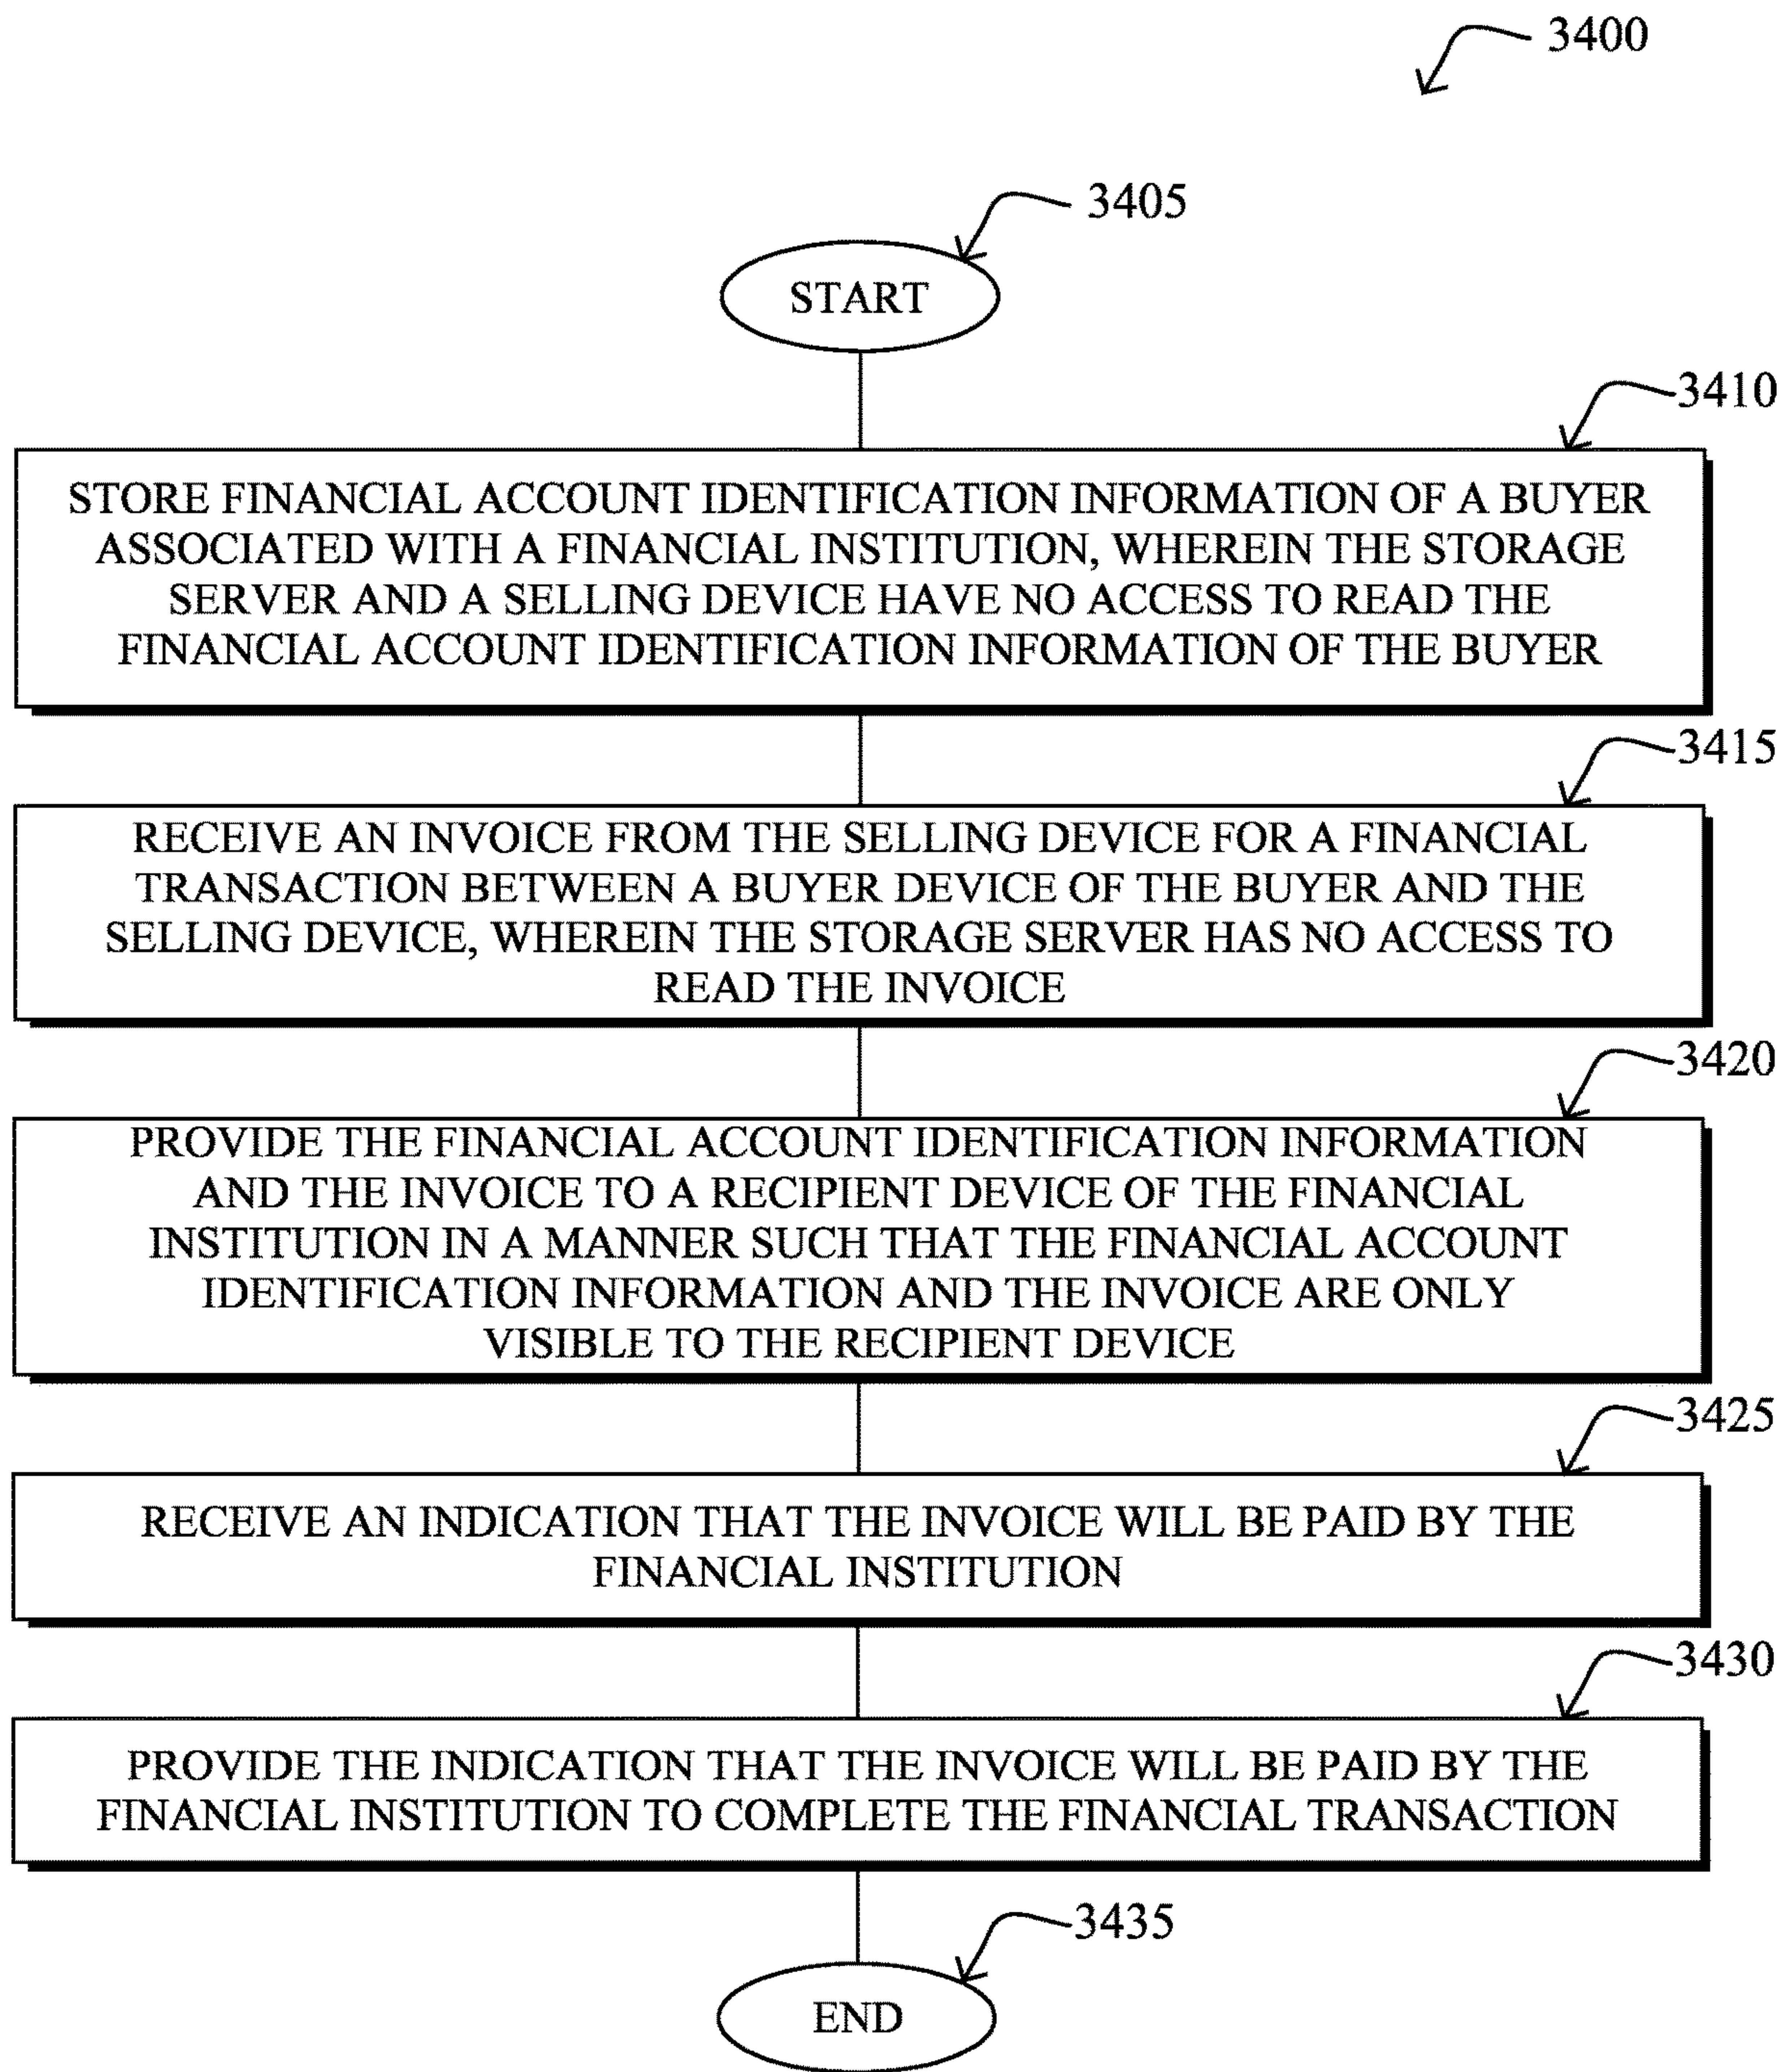 3400
3405
START
3410
STORE FINANCIAL ACCOUNT IDENTIFICATION INFORMATION OF A BUYER
ASSOCIATED WITH A FINANCIAL INSTITUTION, WHEREIN THE STORAGE
SERVER AND A SELLING DEVICE HAVE NO ACCESS TO READ THE
FINANCIAL ACCOUNT IDENTIFICATION INFORMATION OF THE BUYER
3415
RECEIVE AN INVOICE FROM THE SELLING DEVICE FOR A FINANCIAL
TRANSACTION BETWEEN A BUYER DEVICE OF THE BUYER AND THE
SELLING DEVICE, WHEREIN THE STORAGE SERVER HAS NO ACCESS TO
READ THE INVOICE
3420
PROVIDE THE FINANCIAL ACCOUNT IDENTIFICATION INFORMATION
AND THE INVOICE TO A RECIPIENT DEVICE OF THE FINANCIAL
INSTITUTION IN A MANNER SUCH THAT THE FINANCIAL ACCOUNT
IDENTIFICATION INFORMATION AND THE INVOICE ARE ONLY
VISIBLE TO THE RECIPIENT DEVICE
3425
RECEIVE AN INDICATION THAT THE INVOICE WILL BE PAID BY THE
FINANCIAL INSTITUTION
3430
PROVIDE THE INDICATION THAT THE INVOICE WILL BE PAID BY THE
FINANCIAL INSTITUTION TO COMPLETE THE FINANCIAL TRANSACTION
3435
END